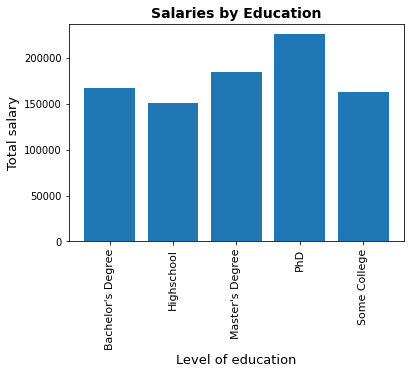 Salaries by Education
Total salary
200000
150000
100000
50000
0
Bachelor's Degree
Highschool
Master's Degree
PhD
Some College
Level of education